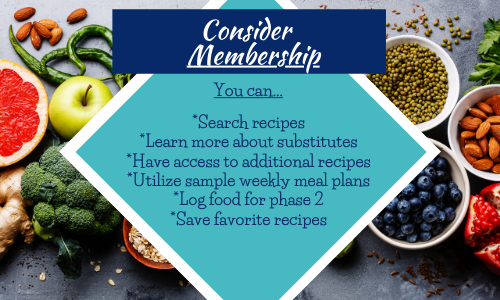 Consider
Membership
You can...
*Search recipes
*Learn more about substitutes
*Have access to additional recipes
*Utilize sample weekly meal plans
*Log food for phase 2
*Save favorite recipes